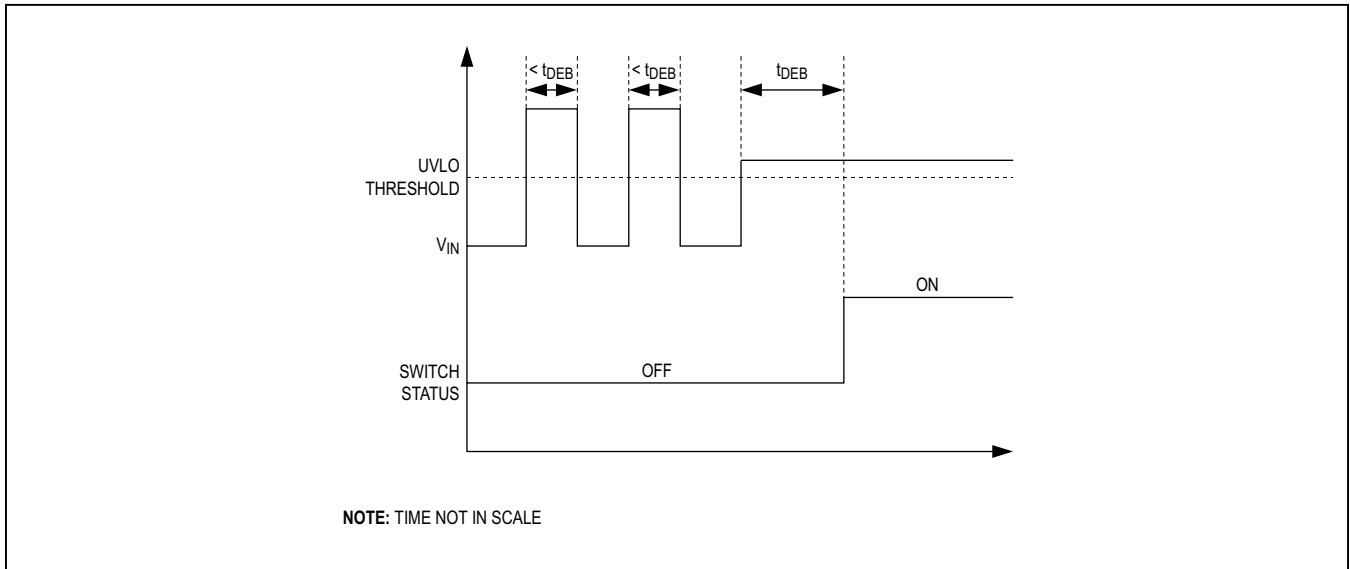 < tDEB
< tDEB
tDEB
UVLO
THRESHOLD
VIN
ON
SWITCH
STATUS
OFF
NOTE: TIME NOT IN SCALE